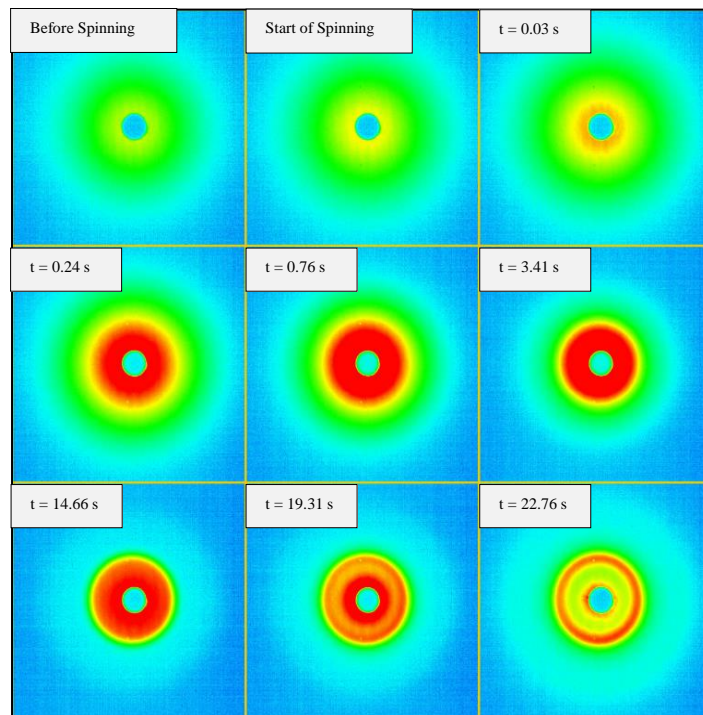 Before Spinning
Start of Spinning
t = 0.03 s
t = 0.24 s
t = 0.76 s
t = 3.41 s
t = 14.66 s
t = 19.31 s
t = 22.76 s